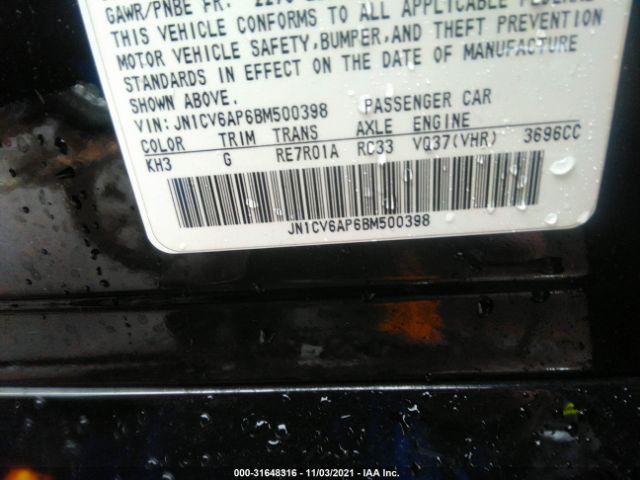 GAWR/PNBE FR.
THIS VEHICLE CONFORMS TO ALL APPLICABLE FEDERAL
MOTOR VEHICLE SAFETY, BUMPER, AND THEFT PREVENTION
STANDARDS IN EFFECT ON THE DATE OF MANUFACTURE
SHOWN ABOVE.
VIN: JN1CV6AP6BM500398 PASSENGER CAR
COLOR TRIM TRANS AXLE ENGINE
KH3 G RE7R01A RC33 VQ37(VHR) 3696CC
JN1CV6AP6BM500398
000-31648316 - 11/03/2021 - IAA Inc.